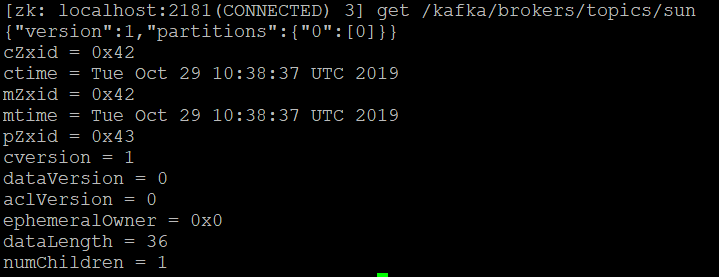 [zk: localhost:2181(CONNECTED) 3] get /kafka/brokers/topics/sun
{"version":1,"partitions":{"0":[0]}}
cZxid = 0x42
ctime = Tue Oct 29 10:38:37 UTC 2019
mZxid = 0x42
mtime = Tue Oct 29 10:38:37 UTC 2019
pZxid = 0x43
cversion = 1
dataVersion = 0
aclVersion = 0
ephemeralOwner = 0x0
dataLength = 36
numChildren = 1